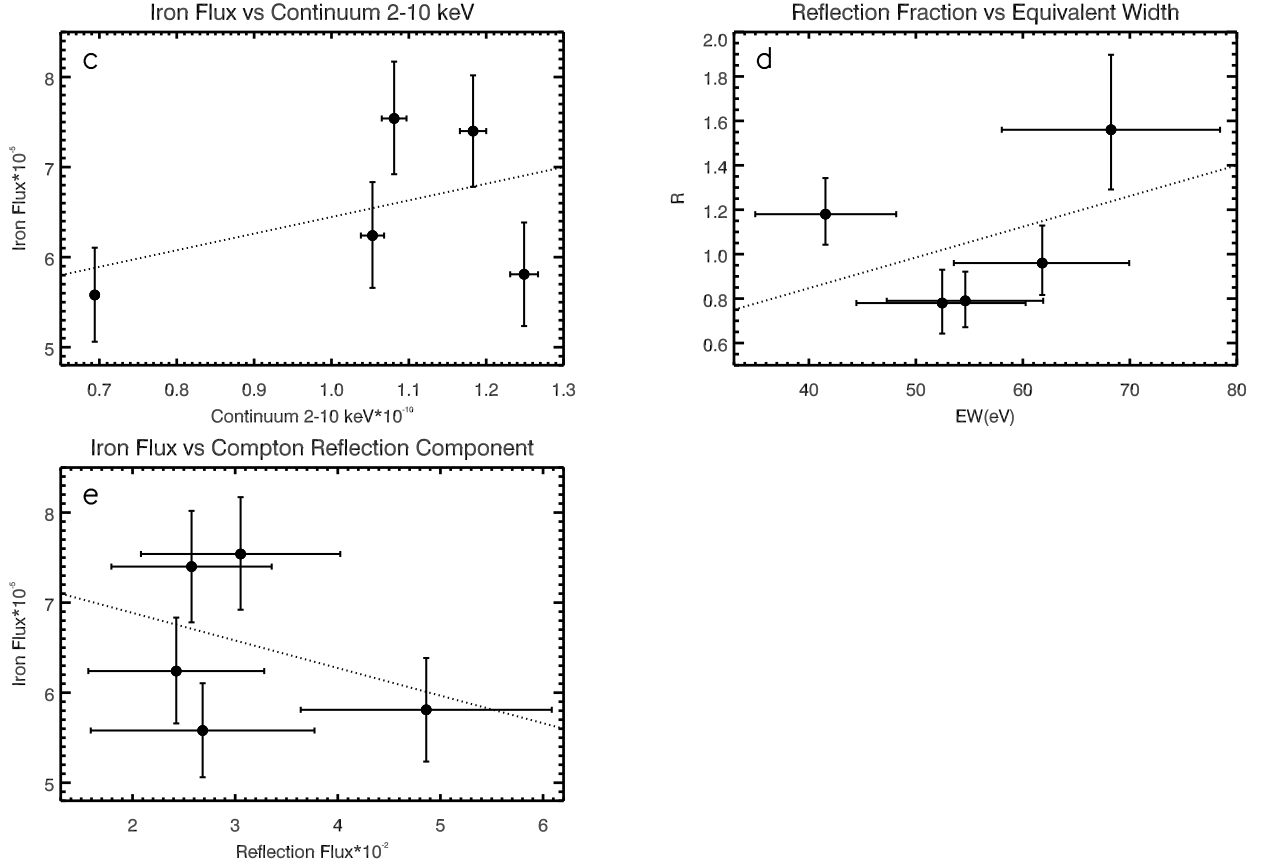 Iron Flux vs Continuum 2-10 keV
c
8
7
6
5
Iron Flux*10⁻⁵
0.7 0.8 0.9 1.0 1.1 1.2 1.3
Continuum 2-10 keV*10⁻¹⁰
Reflection Fraction vs Equivalent Width
d
2.0
1.8
1.6
1.4
1.2
1.0
0.8
0.6
R
40 50 60 70 80
EW(eV)
Iron Flux vs Compton Reflection Component
e
8
7
6
5
Iron Flux*10⁻⁵
2 3 4 5 6
Reflection Flux*10⁻²